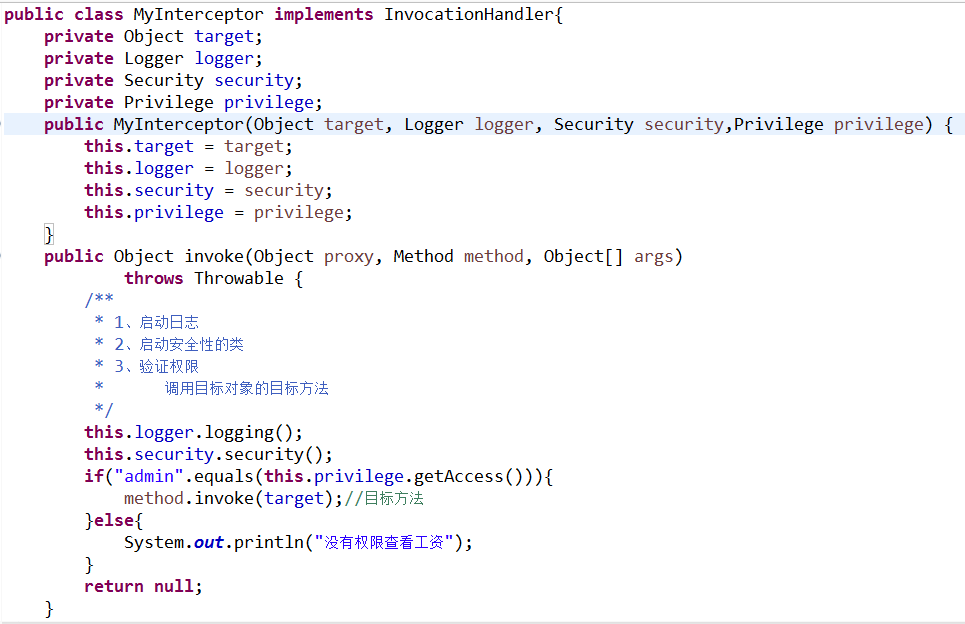 public class MyInterceptor implements InvocationHandler{
    private Object target;
    private Logger logger;
    private Security security;
    private Privilege privilege;
    public MyInterceptor(Object target, Logger logger, Security security,Privilege privilege) {
        this.target = target;
        this.logger = logger;
        this.security = security;
        this.privilege = privilege;
    }
    public Object invoke(Object proxy, Method method, Object[] args)
            throws Throwable {
        /**
         * 1、启动日志
         * 2、启动安全性的类
         * 3、验证权限
         *      调用目标对象的目标方法
         */
        this.logger.logging();
        this.security.security();
        if("admin".equals(this.privilege.getAccess())){
            method.invoke(target);//目标方法
        }else{
            System.out.println("没有权限查看工资");
        }
        return null;
    }